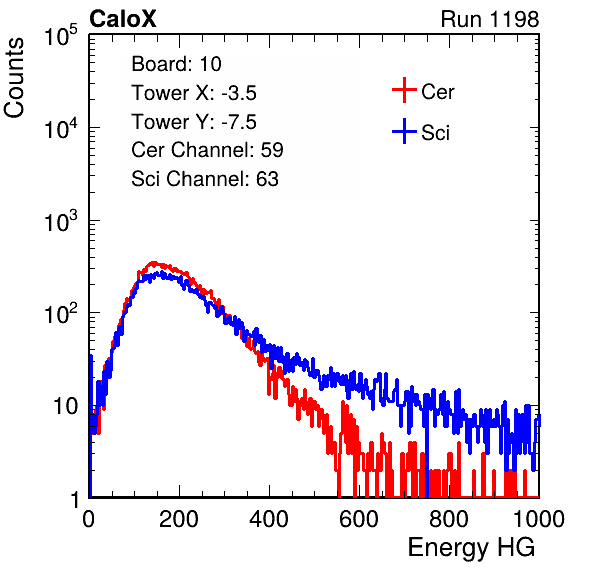 CaloX Run 1198
Counts
10^5
10^4
10^3
10^2
10
1
Board: 10
Tower X: -3.5
Tower Y: -7.5
Cer Channel: 59
Sci Channel: 63
Cer
Sci
0 200 400 600 800 1000
Energy HG